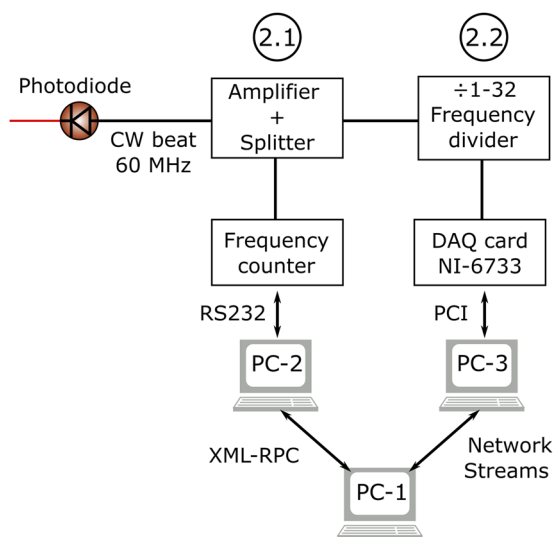 2.1
2.2
Photodiode
Amplifier
+
Splitter
÷1-32
Frequency
divider
CW beat
60 MHz
Frequency
counter
DAQ card
NI-6733
RS232
PCI
PC-2
PC-3
XML-RPC
Network
Streams
PC-1